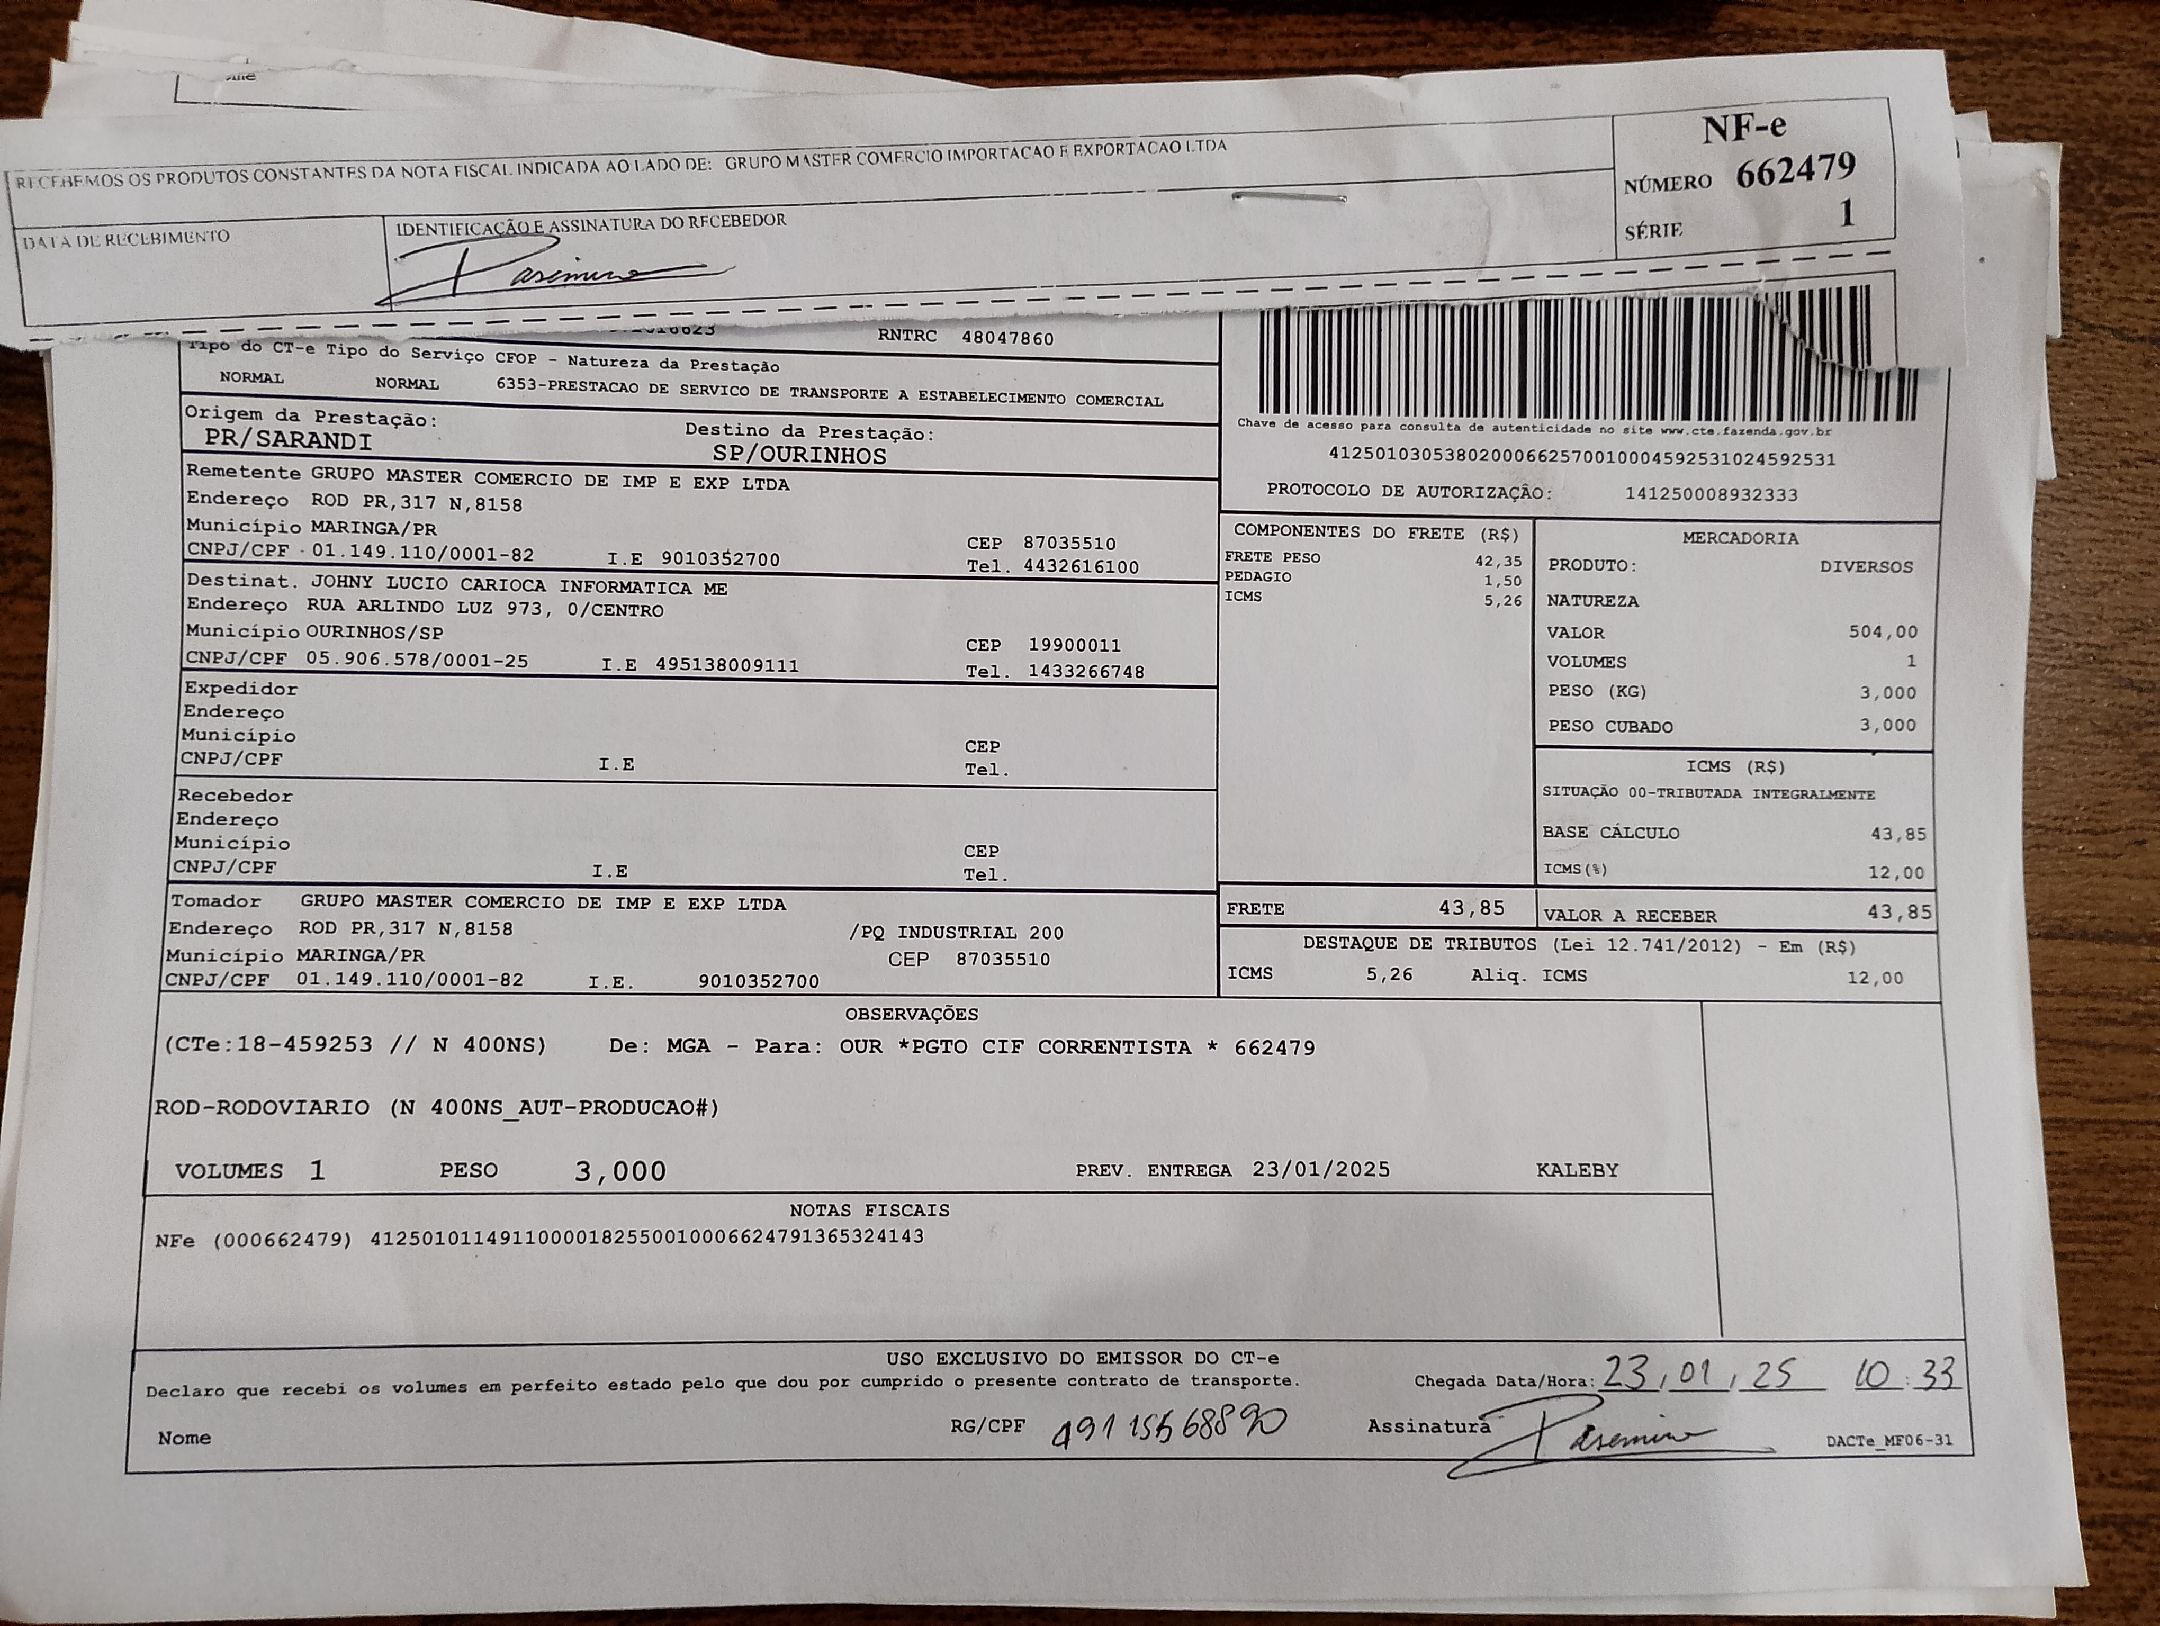 RECEBEMOS OS PRODUTOS CONSTANTES DA NOTA FISCAL INDICADA AO LADO DE: GRUPO MASTER COMERCIO IMPORTACAO E EXPORTACAO LTDA
NF-e
NÚMERO 662479
SÉRIE 1
DATA DE RECEBIMENTO
IDENTIFICAÇÃO E ASSINATURA DO RECEBEDOR
RNTRC 48047860
Tipo do CT-e Tipo do Serviço CFOP - Natureza da Prestação
NORMAL NORMAL 6353-PRESTACAO DE SERVICO DE TRANSPORTE A ESTABELECIMENTO COMERCIAL
Origem da Prestação: Destino da Prestação:
PR/SARANDI SP/OURINHOS
Remetente GRUPO MASTER COMERCIO DE IMP E EXP LTDA
Endereço ROD PR,317 N,8158
Município MARINGA/PR CEP 87035510
CNPJ/CPF 01.149.110/0001-82 I.E 9010352700 Tel. 4432616100
Destinat. JOHNY LUCIO CARIOCA INFORMATICA ME
Endereço RUA ARLINDO LUZ 973, 0/CENTRO
Município OURINHOS/SP CEP 19900011
CNPJ/CPF 05.906.578/0001-25 I.E 495138009111 Tel. 1433266748
Expedidor
Endereço
Município CEP
CNPJ/CPF I.E Tel.
Recebedor
Endereço
Município CEP
CNPJ/CPF I.E Tel.
Tomador GRUPO MASTER COMERCIO DE IMP E EXP LTDA
Endereço ROD PR,317 N,8158 /PQ INDUSTRIAL 200
Município MARINGA/PR CEP 87035510
CNPJ/CPF 01.149.110/0001-82 I.E. 9010352700
Chave de acesso para consulta de autenticidade no site www.cte.fazenda.gov.br
41250103053802000662570010004592531024592531
PROTOCOLO DE AUTORIZAÇÃO: 141250008932333
COMPONENTES DO FRETE (R$)
FRETE PESO 42,35
PEDAGIO 1,50
ICMS 5,26
MERCADORIA
PRODUTO: DIVERSOS
NATUREZA
VALOR 504,00
VOLUMES 1
PESO (KG) 3,000
PESO CUBADO 3,000
ICMS (R$)
SITUAÇÃO 00-TRIBUTADA INTEGRALMENTE
BASE CÁLCULO 43,85
ICMS(%) 12,00
FRETE 43,85 VALOR A RECEBER 43,85
DESTAQUE DE TRIBUTOS (Lei 12.741/2012) - Em (R$)
ICMS 5,26 Aliq. ICMS 12,00
OBSERVAÇÕES
(CTe:18-459253 // N 400NS) De: MGA - Para: OUR *PGTO CIF CORRENTISTA * 662479
ROD-RODOVIARIO (N 400NS_AUT-PRODUCAO#)
VOLUMES 1 PESO 3,000 PREV. ENTREGA 23/01/2025 KALEBY
NOTAS FISCAIS
NFe (000662479) 41250101149110000182550010006624791365324143
USO EXCLUSIVO DO EMISSOR DO CT-e
Declaro que recebi os volumes em perfeito estado pelo que dou por cumprido o presente contrato de transporte. Chegada Data/Hora: 23/01/25 10:33
Nome RG/CPF Assinatura DACTe_MF06-31